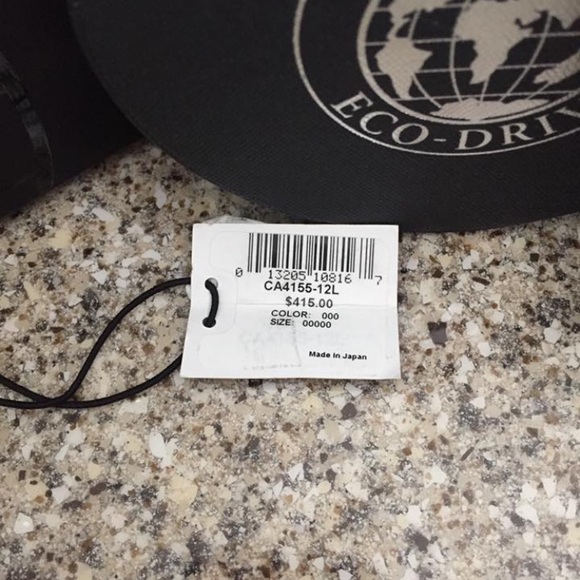 ECO-DRIV
0 13205 10816 7
CA4155-12L
$415.00
COLOR: 000
SIZE: 00000
Made in Japan